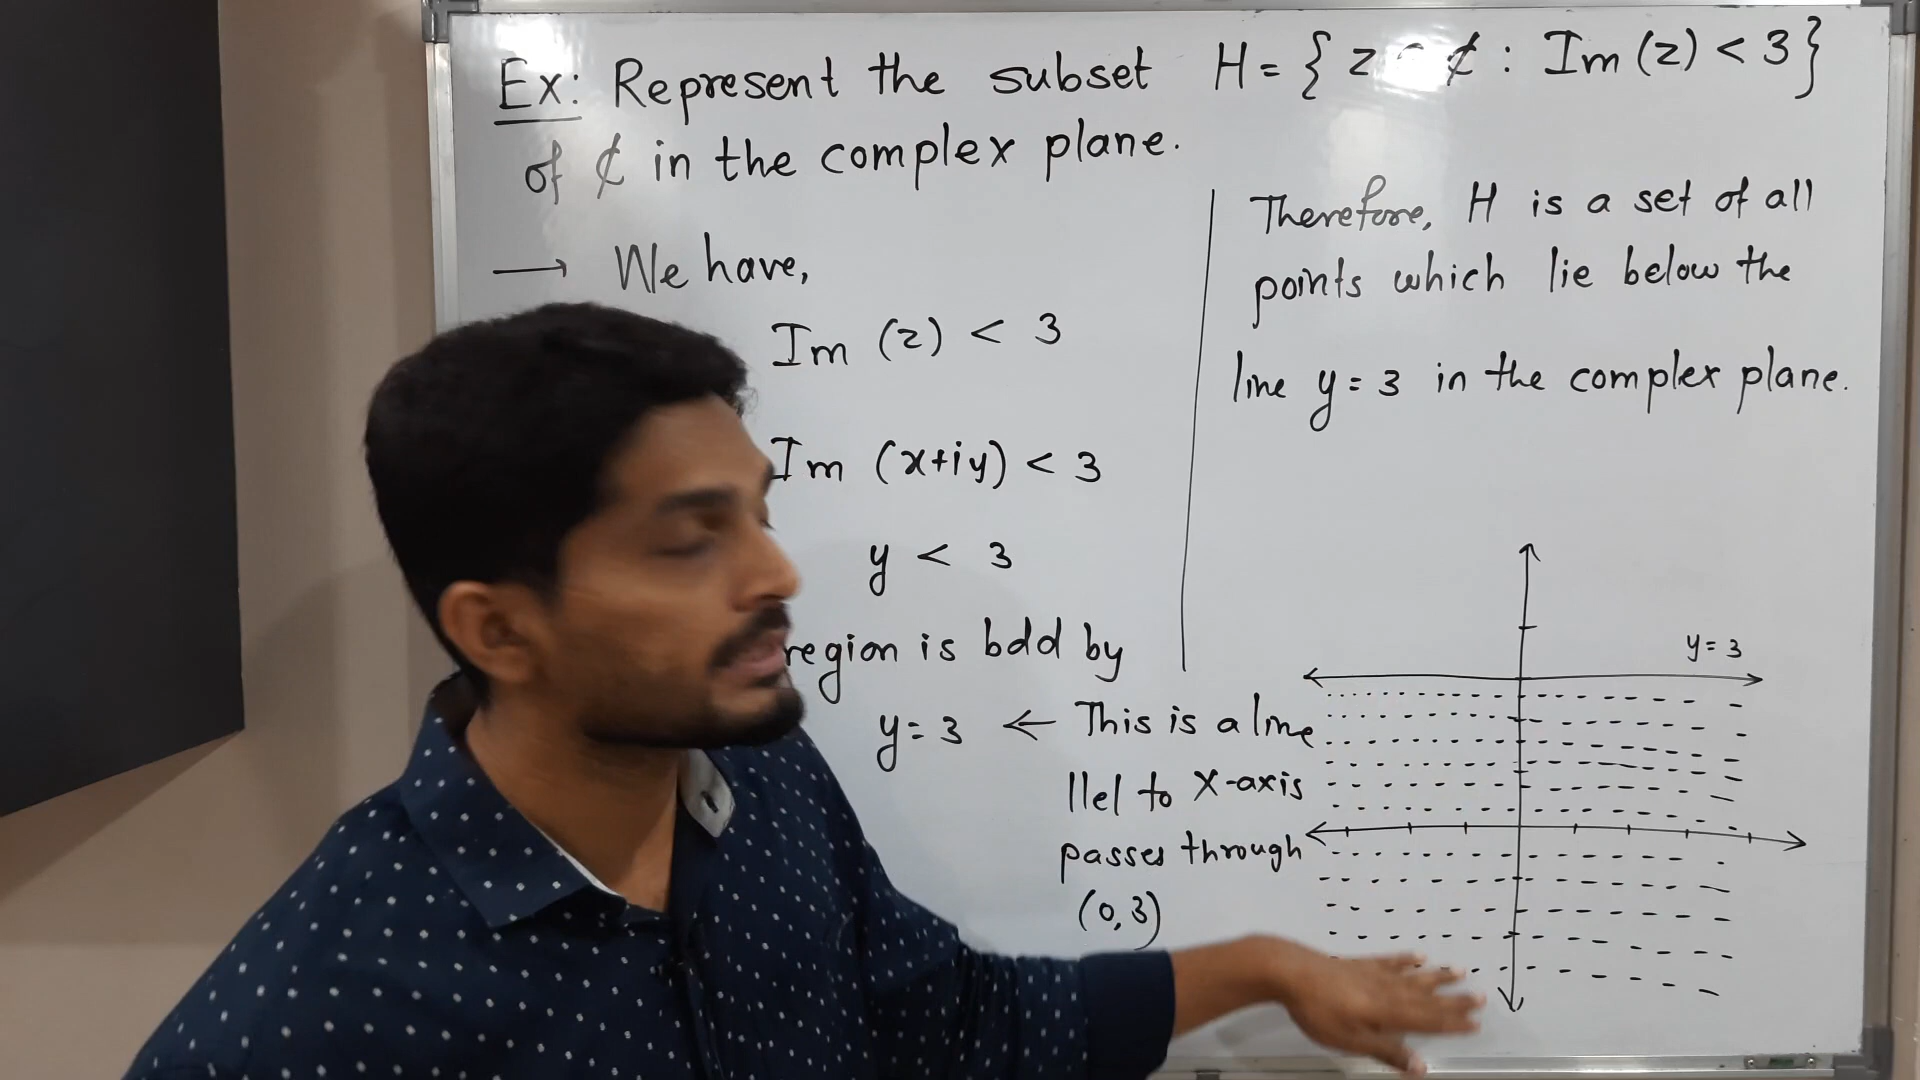 Ex: Represent the subset H = { z ¢ : Im (z) < 3 }
of ¢ in the complex plane.
→ We have,
Im (z) < 3
Im (x+iy) < 3
y < 3
region is bdd by
y = 3 ← This is a line
llel to X-axis
passes through
(0,3)
Therefore, H is a set of all
points which lie below the
line y = 3 in the complex plane.
y = 3